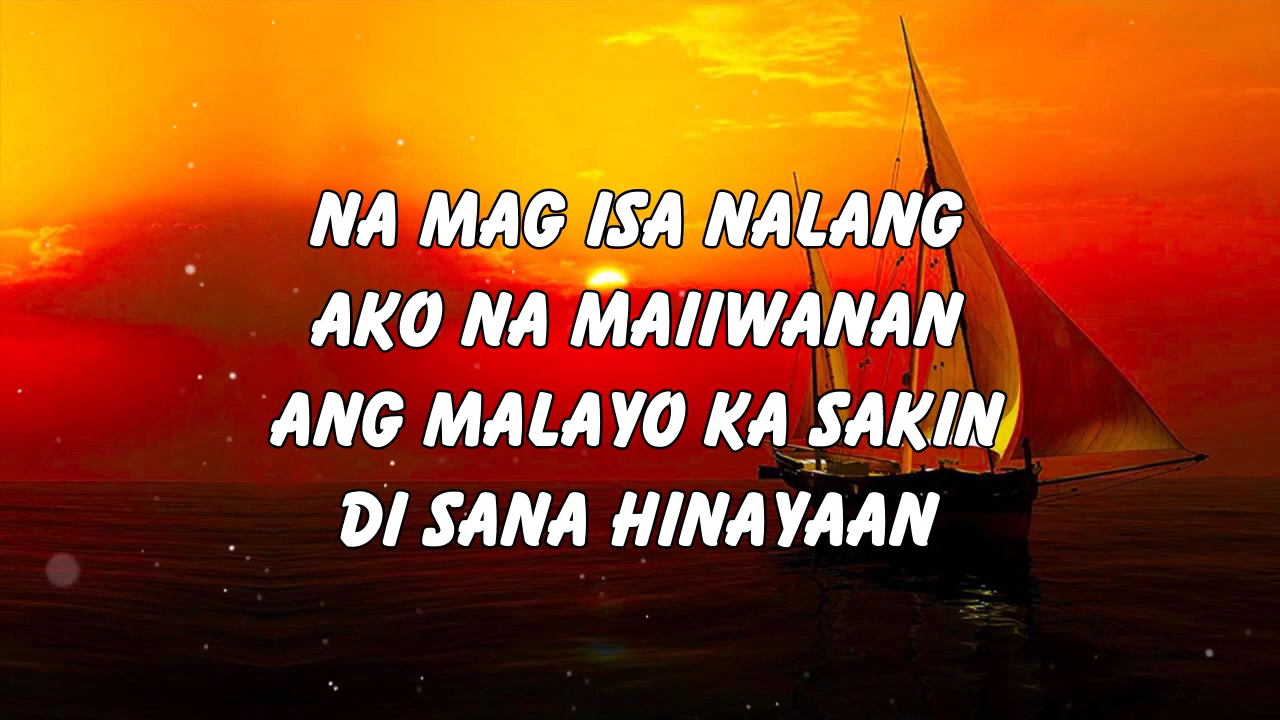 NA MAG ISA NALANG
AKO NA MAIIWANAN
ANG MALAYO KA SAKIN
DI SANA HINAYAAN